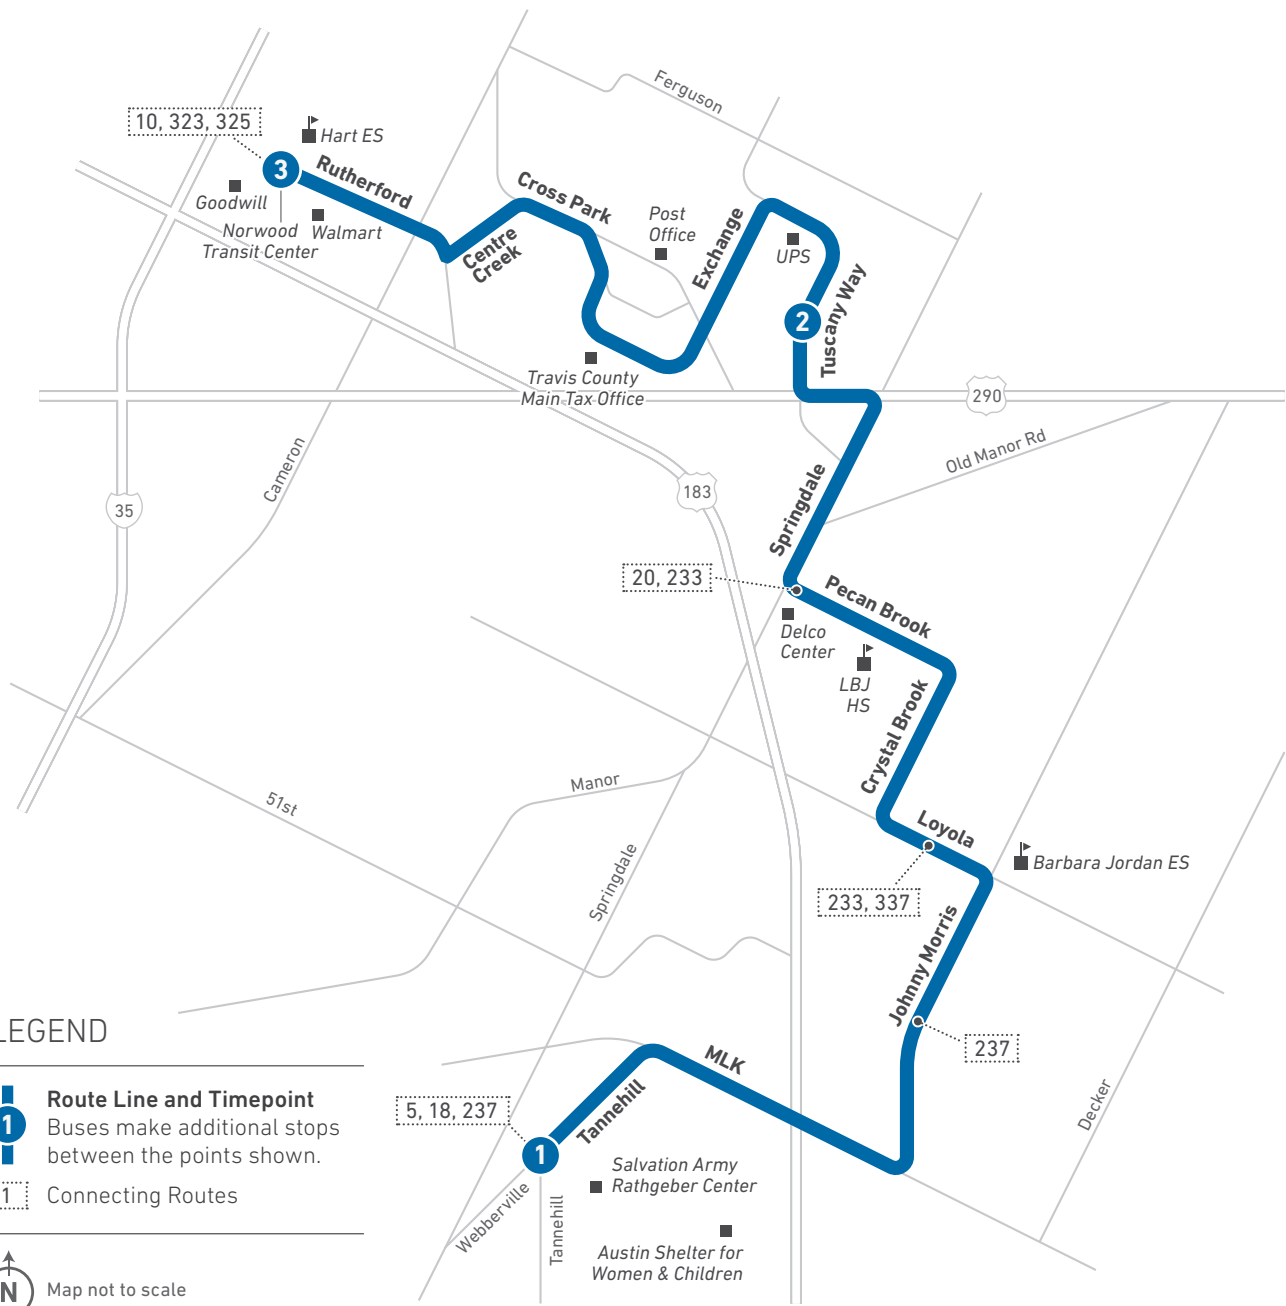 Ferguson
10, 323, 325
Hart ES
3
Rutherford
Goodwill
Norwood
Transit Center
Walmart
Cross Park
Centre
Creek
Post
Office
Exchange
UPS
2
Tuscany Way
Travis County
Main Tax Office
290
Old Manor Rd
Cameron
183
35
Springdale
20, 233
Pecan Brook
Delco
Center
LBJ
HS
Crystal Brook
Manor
51st
Loyola
Springdale
Barbara Jordan ES
233, 337
Johnny Morris
237
MLK
Decker
5, 18, 237
Tannehill
1
Salvation Army
Rathgeber Center
Webberville
Tannehill
Austin Shelter for
Women & Children
LEGEND
1
Route Line and Timepoint
Buses make additional stops
between the points shown.
1
Connecting Routes
N
Map not to scale